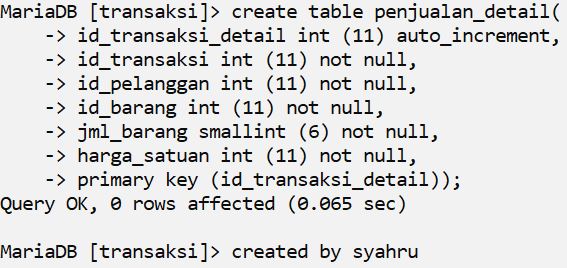 MariaDB [transaksi]> create table penjualan_detail(
-> id_transaksi_detail int (11) auto_increment,
-> id_transaksi int (11) not null,
-> id_pelanggan int (11) not null,
-> id_barang int (11) not null,
-> jml_barang smallint (6) not null,
-> harga_satuan int (11) not null,
-> primary key (id_transaksi_detail));
Query OK, 0 rows affected (0.065 sec)
MariaDB [transaksi]> created by syahru